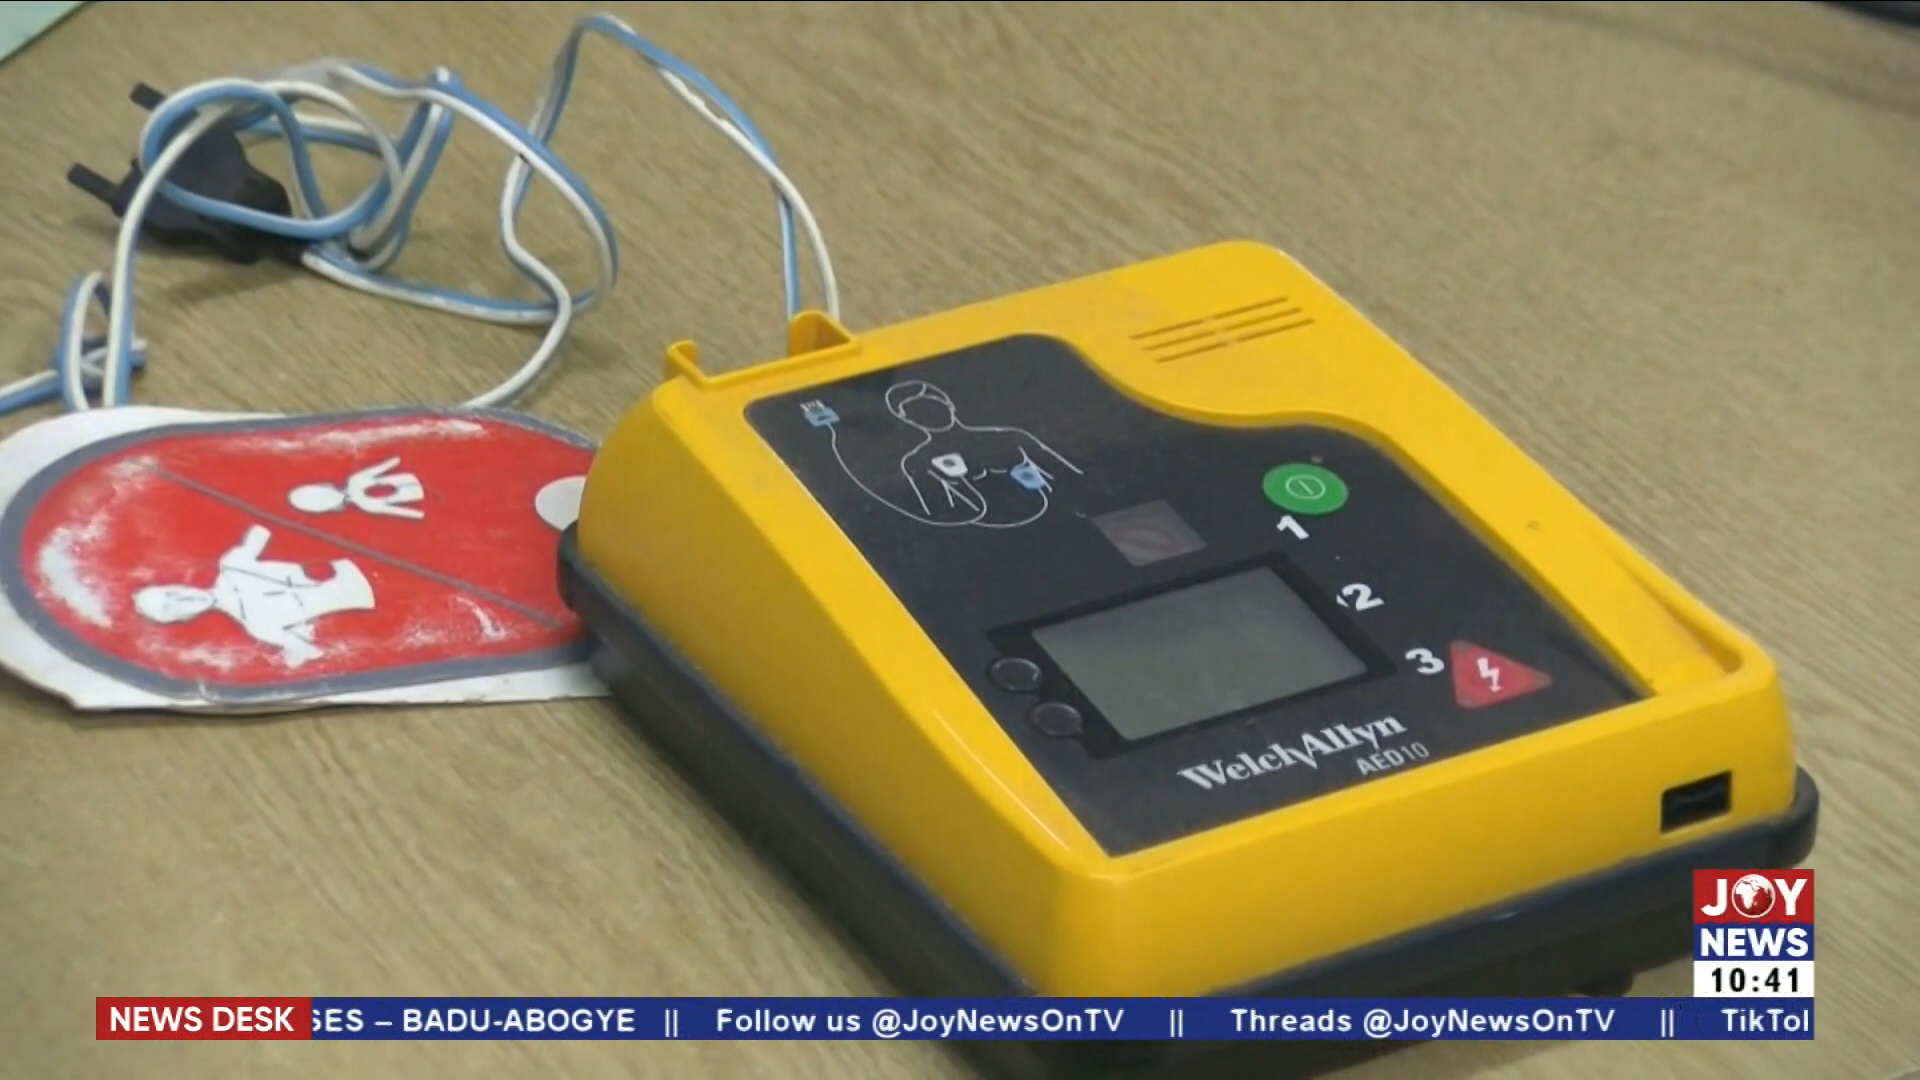 1
2
3
WelchAllyn
AED10
JOY
NEWS
10:41
NEWS DESK
SES – BADU-ABOGYE || Follow us @JoyNewsOnTV || Threads @JoyNewsOnTV || TikTo